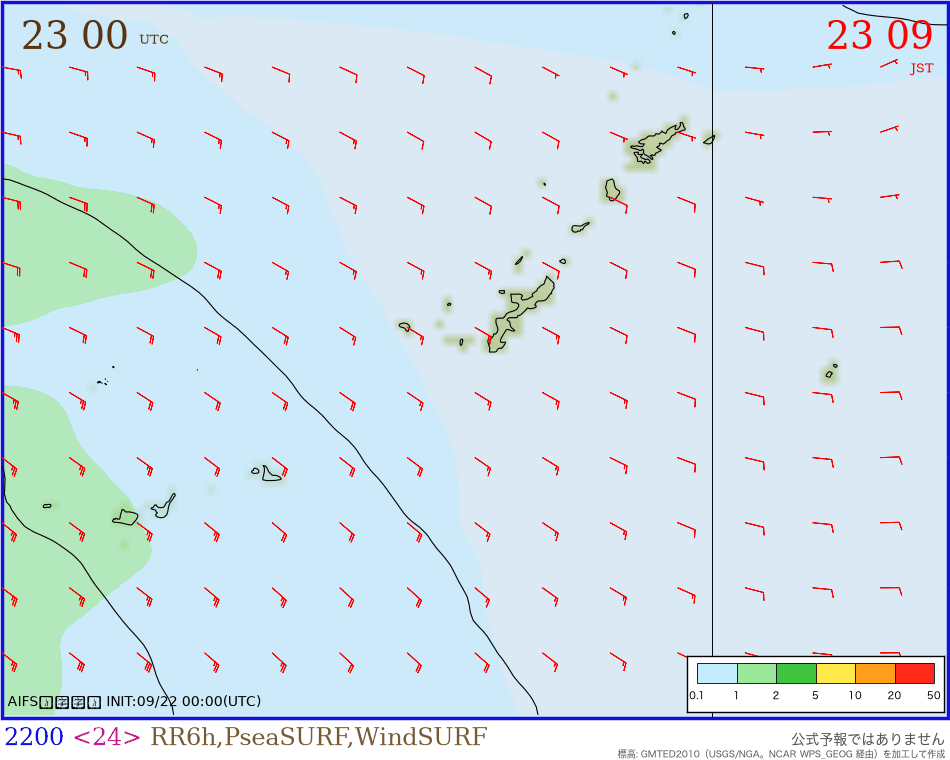 23 00 UTC
23 09
JST
0.1 1 2 5 10 20 50
AIFS INIT:09/22 00:00(UTC)
2200 <24> RR6h,PseaSURF,WindSURF
公式予報ではありません
標高: GMTED2010（USGS/NGA。NCAR WPS_GEOG 経由）を加工して作成